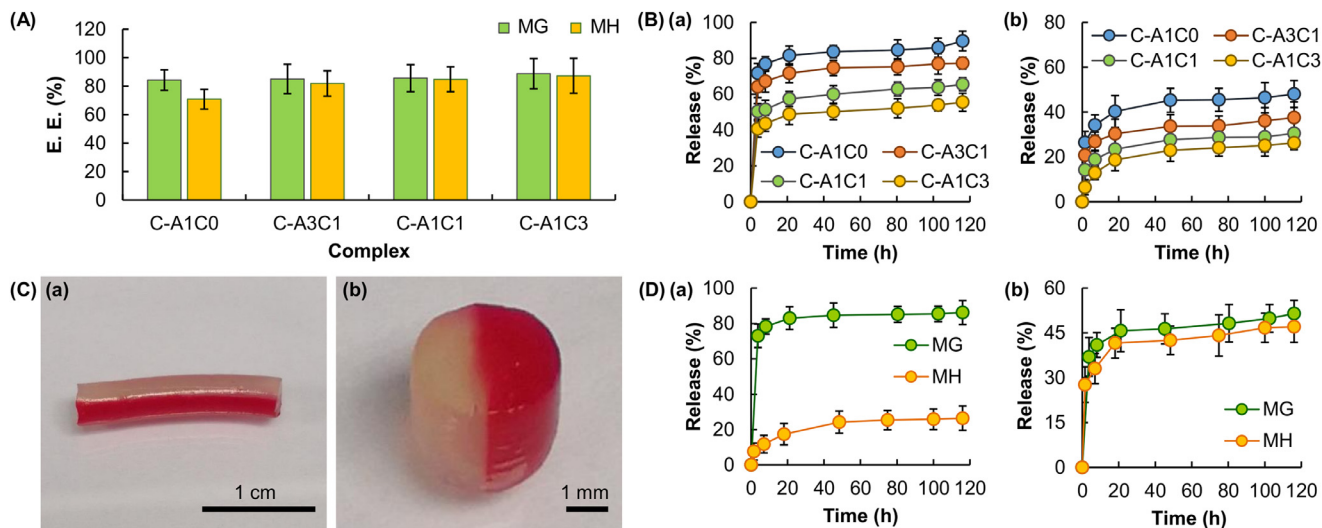 (A)
MG MH
E. E. (%)
120
100
80
60
40
20
0
C-A1C0 C-A3C1 C-A1C1 C-A1C3
Complex
(B) (a)
Release (%)
100
80
60
40
20
0
C-A1C0 C-A3C1
C-A1C1 C-A1C3
0 20 40 60 80 100 120
Time (h)
(b)
Release (%)
80
60
40
20
0
C-A1C0 C-A3C1
C-A1C1 C-A1C3
0 20 40 60 80 100 120
Time (h)
(C) (a)
1 cm
(b)
1 mm
(D) (a)
Release (%)
100
80
60
40
20
0
MG
MH
0 20 40 60 80 100 120
Time (h)
(b)
Release (%)
60
45
30
15
0
MG
MH
0 20 40 60 80 100 120
Time (h)